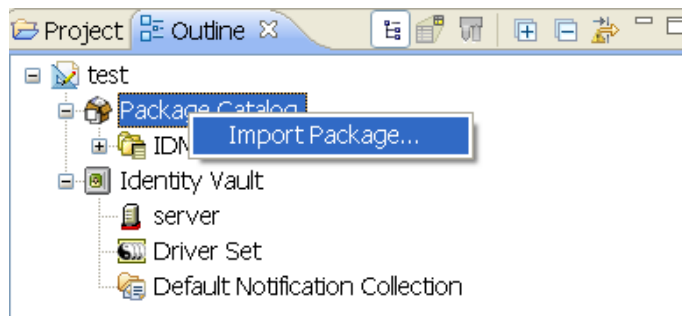 Project Outline
test
Package Catalog
Import Package...
IDM
Identity Vault
server
Driver Set
Default Notification Collection